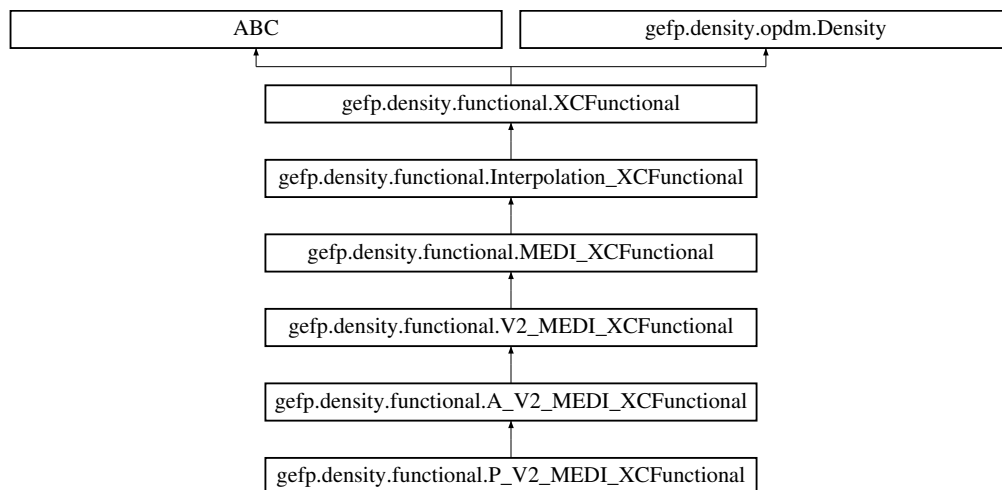 ABC
gefp.density.opdm.Density
gefp.density.functional.XCFunctional
gefp.density.functional.Interpolation_XCFunctional
gefp.density.functional.MEDI_XCFunctional
gefp.density.functional.V2_MEDI_XCFunctional
gefp.density.functional.A_V2_MEDI_XCFunctional
gefp.density.functional.P_V2_MEDI_XCFunctional